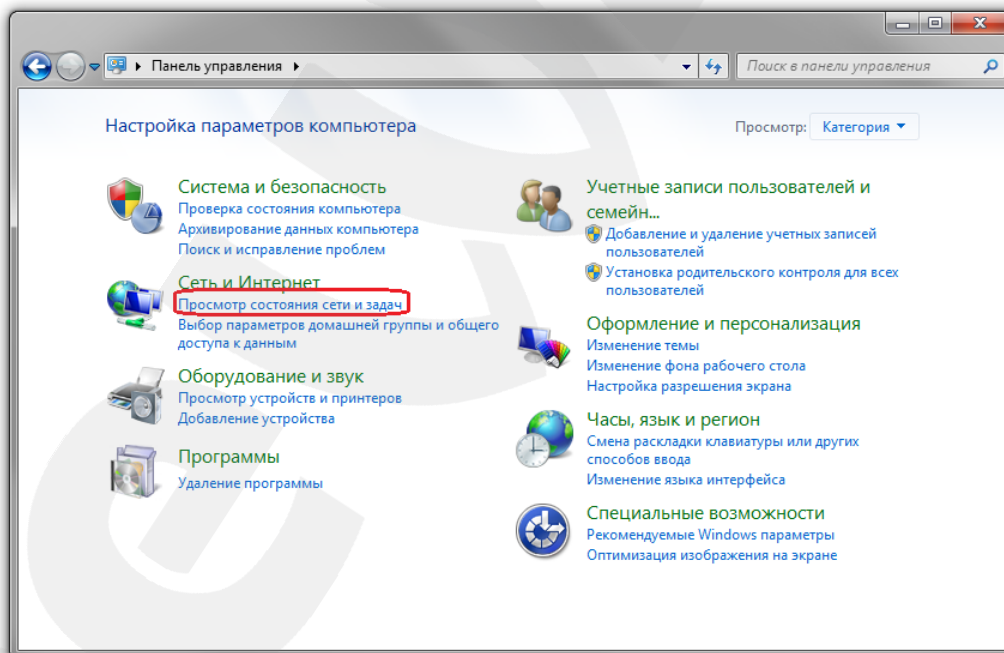 Панель управления
Поиск в панели управления
Настройка параметров компьютера
Просмотр: Категория
Система и безопасность
Проверка состояния компьютера
Архивирование данных компьютера
Поиск и исправление проблем
Сеть и Интернет
Просмотр состояния сети и задач
Выбор параметров домашней группы и общего
доступа к данным
Оборудование и звук
Просмотр устройств и принтеров
Добавление устройства
Программы
Удаление программы
Учетные записи пользователей и
семейн...
Добавление и удаление учетных записей
пользователей
Установка родительского контроля для всех
пользователей
Оформление и персонализация
Изменение темы
Изменение фона рабочего стола
Настройка разрешения экрана
Часы, язык и регион
Смена раскладки клавиатуры или других
способов ввода
Изменение языка интерфейса
Специальные возможности
Рекомендуемые Windows параметры
Оптимизация изображения на экране